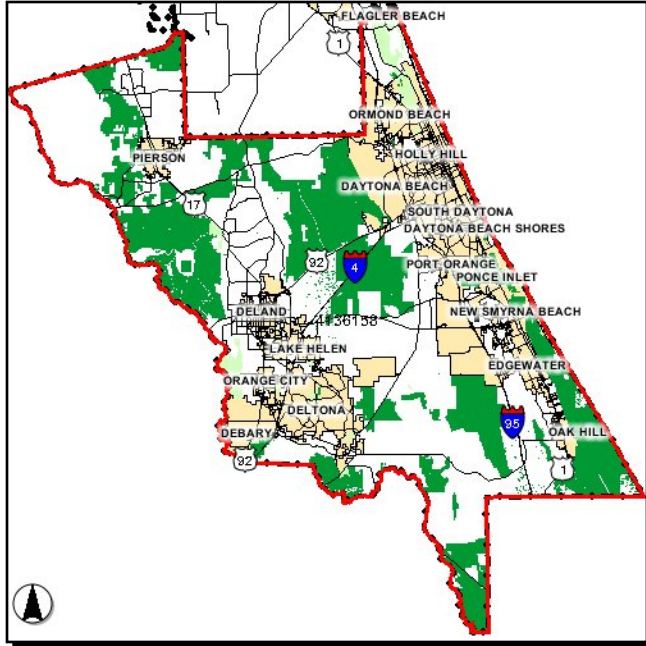 FLAGLER BEACH
1
ORMOND BEACH
HOLLY HILL
PIERSON
DAYTONA BEACH
17
SOUTH DAYTONA
DAYTONA BEACH SHORES
92
4
PORT ORANGE
PONCE INLET
DELAND
NEW SMYRNA BEACH
4136158
LAKE HELEN
EDGEWATER
ORANGE CITY
DELTONA
95
DEBARY
OAK HILL
92
1